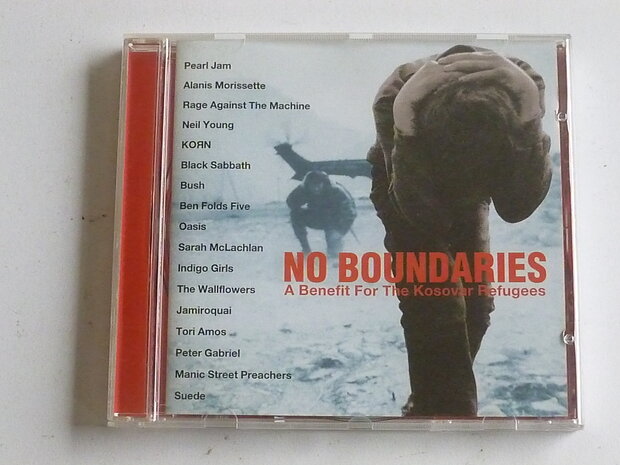 Pearl Jam
Alanis Morissette
Rage Against The Machine
Neil Young
KOЯN
Black Sabbath
Bush
Ben Folds Five
Oasis
Sarah McLachlan
Indigo Girls
The Wallflowers
Jamiroquai
Tori Amos
Peter Gabriel
Manic Street Preachers
Suede
NO BOUNDARIES
A Benefit For The Kosovar Refugees